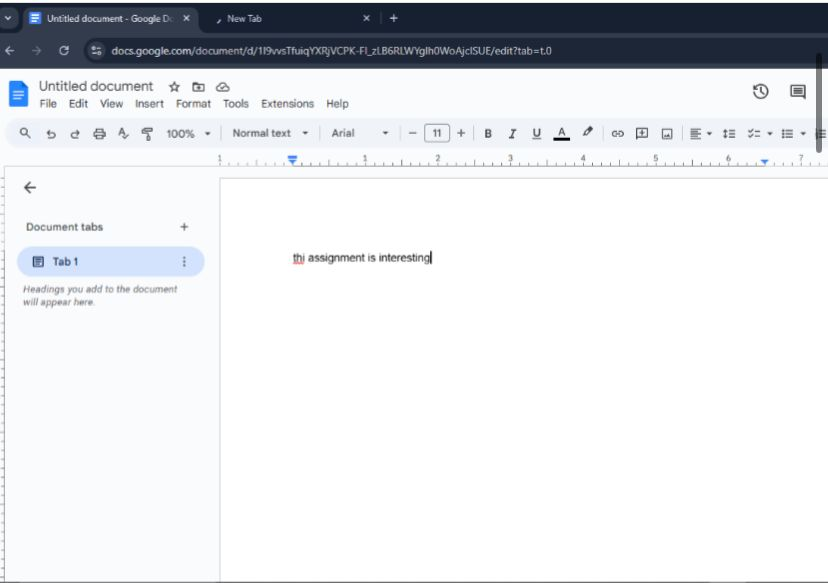 Untitled document - Google Do
New Tab
docs.google.com/document/d/1I9vvsTfuiqYXRjVCPK-Fl_zLB6RLWYgIh0WoAjclSUE/edit?tab=t.0
Untitled document
File Edit View Insert Format Tools Extensions Help
100% Normal text Arial 11 B I U A
1 1 2 3 4 5 6 7
Document tabs
Tab 1
Headings you add to the document
will appear here.
thi assignment is interesting